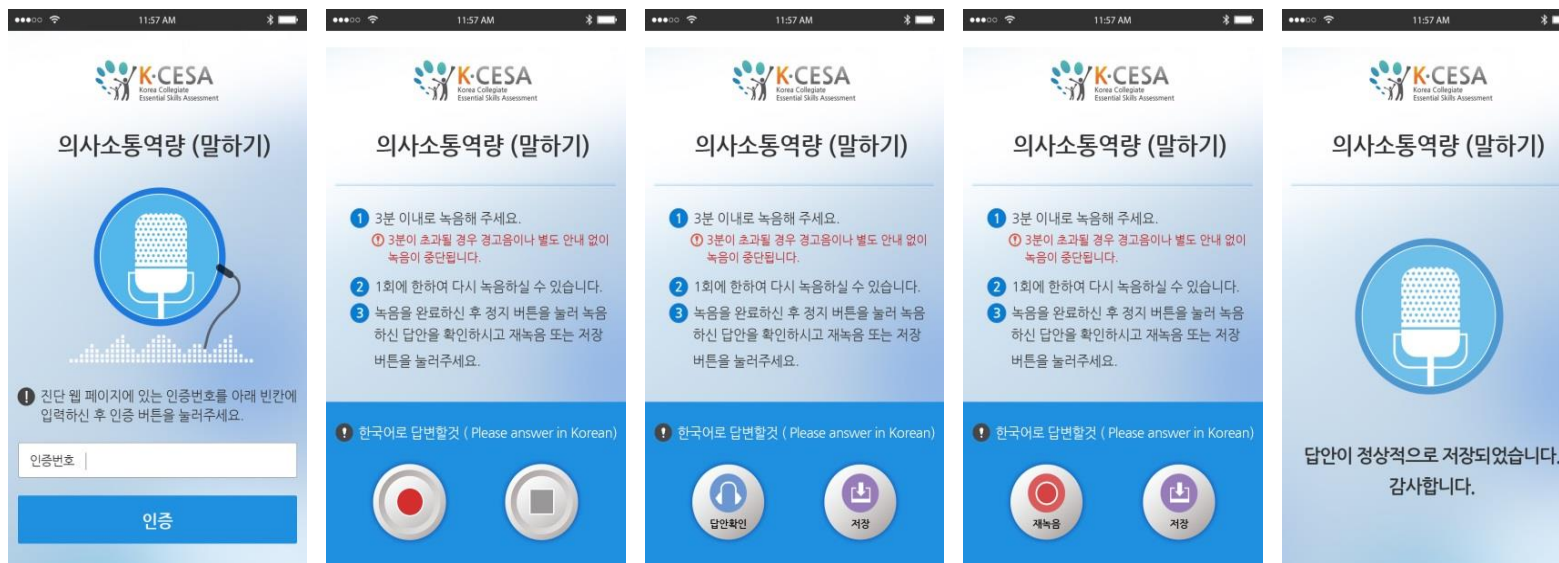 11:57 AM
K·CESA
Korea Collegiate
Essential Skills Assessment
의사소통역량 (말하기)
진단 웹 페이지에 있는 인증번호를 아래 빈칸에
입력하신 후 인증 버튼을 눌러주세요.
인증번호
인증
11:57 AM
K·CESA
Korea Collegiate
Essential Skills Assessment
의사소통역량 (말하기)
1 3분 이내로 녹음해 주세요.
3분이 초과될 경우 경고음이나 별도 안내 없이
녹음이 중단됩니다.
2 1회에 한하여 다시 녹음하실 수 있습니다.
3 녹음을 완료하신 후 정지 버튼을 눌러 녹음
하신 답안을 확인하시고 재녹음 또는 저장
버튼을 눌러주세요.
한국어로 답변할것 ( Please answer in Korean)
11:57 AM
K·CESA
Korea Collegiate
Essential Skills Assessment
의사소통역량 (말하기)
1 3분 이내로 녹음해 주세요.
3분이 초과될 경우 경고음이나 별도 안내 없이
녹음이 중단됩니다.
2 1회에 한하여 다시 녹음하실 수 있습니다.
3 녹음을 완료하신 후 정지 버튼을 눌러 녹음
하신 답안을 확인하시고 재녹음 또는 저장
버튼을 눌러주세요.
한국어로 답변할것 ( Please answer in Korean)
답안확인 저장
11:57 AM
K·CESA
Korea Collegiate
Essential Skills Assessment
의사소통역량 (말하기)
1 3분 이내로 녹음해 주세요.
3분이 초과될 경우 경고음이나 별도 안내 없이
녹음이 중단됩니다.
2 1회에 한하여 다시 녹음하실 수 있습니다.
3 녹음을 완료하신 후 정지 버튼을 눌러 녹음
하신 답안을 확인하시고 재녹음 또는 저장
버튼을 눌러주세요.
한국어로 답변할것 ( Please answer in Korean)
재녹음 저장
11:57 AM
K·CESA
Korea Collegiate
Essential Skills Assessment
의사소통역량 (말하기)
답안이 정상적으로 저장되었습니다.
감사합니다.